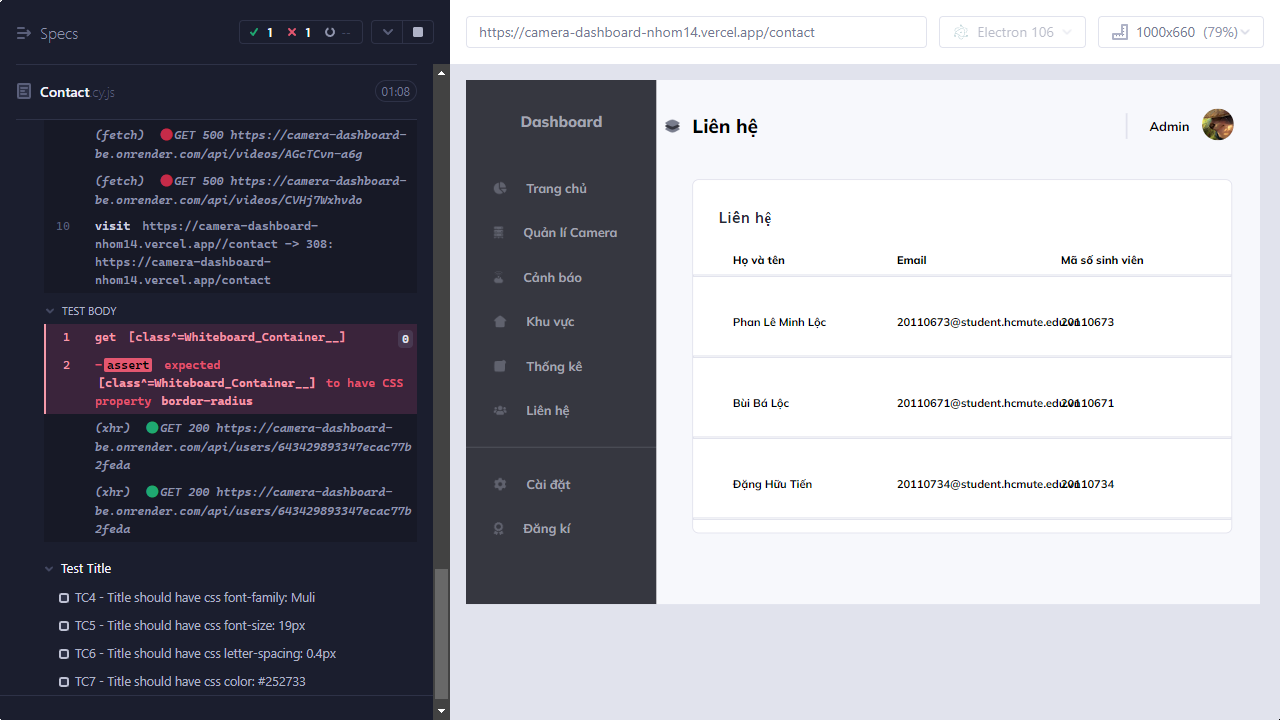 Specs
1
1
--
Contact.cy.js
01:08
(fetch) GET 500 https://camera-dashboard-
be.onrender.com/api/videos/AGcTCvn-a6g
(fetch) GET 500 https://camera-dashboard-
be.onrender.com/api/videos/CVHj7Wxhvdo
10 visit https://camera-dashboard-
nhom14.vercel.app//contact -> 308:
https://camera-dashboard-
nhom14.vercel.app/contact
TEST BODY
1 get [class^=Whiteboard_Container__] 0
2 -assert expected
[class^=Whiteboard_Container__] to have CSS
property border-radius
(xhr) GET 200 https://camera-dashboard-
be.onrender.com/api/users/643429893347ecac77b
2feda
(xhr) GET 200 https://camera-dashboard-
be.onrender.com/api/users/643429893347ecac77b
2feda
Test Title
TC4 - Title should have css font-family: Muli
TC5 - Title should have css font-size: 19px
TC6 - Title should have css letter-spacing: 0.4px
TC7 - Title should have css color: #252733
https://camera-dashboard-nhom14.vercel.app/contact
Electron 106
1000x660 (79%)
Dashboard
Trang chủ
Quản lí Camera
Cảnh báo
Khu vực
Thống kê
Liên hệ
Cài đặt
Đăng kí
Liên hệ
Admin
Liên hệ
Họ và tên Email Mã số sinh viên
Phan Lê Minh Lộc 20110673@student.hcmute.edu.vn 20110673
Bùi Bá Lộc 20110671@student.hcmute.edu.vn 20110671
Đặng Hữu Tiến 20110734@student.hcmute.edu.vn 20110734